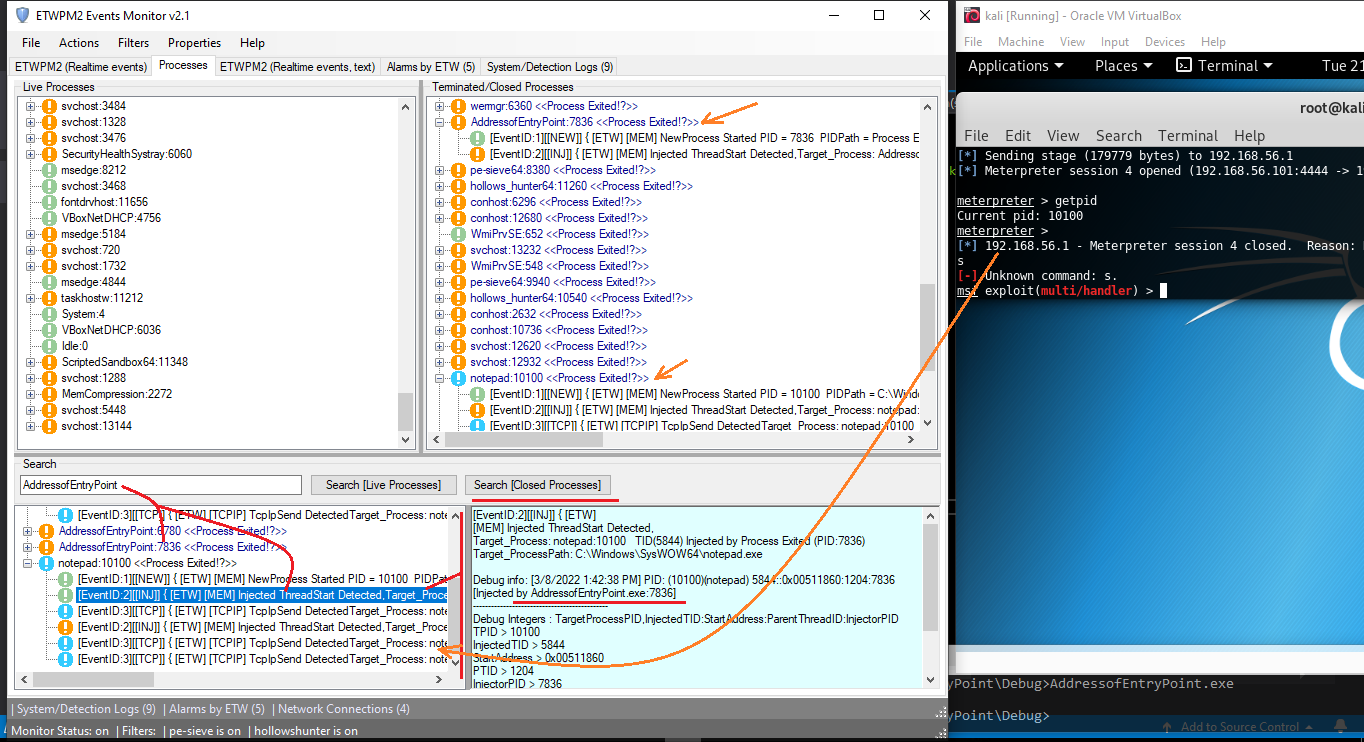 ETWPM2 Events Monitor v2.1
File Actions Filters Properties Help
ETWPM2 (Realtime events) Processes ETWPM2 (Realtime events, text) Alarms by ETW (5) System/Detection Logs (9)
Live Processes
svchost:3484
svchost:1328
svchost:3476
SecurityHealthSystray:6060
msedge:8212
svchost:3468
fontdrvhost:11656
VBoxNetDHCP:4756
msedge:5184
svchost:720
svchost:1732
msedge:4844
taskhostw:11212
System:4
VBoxNetDHCP:6036
Idle:0
ScriptedSandbox64:11348
svchost:1288
MemCompression:2272
svchost:5448
svchost:13144
Terminated/Closed Processes
wermgr:6360 <<Process Exited!?>>
AddressofEntryPoint:7836 <<Process Exited!?>>
[EventID:1][[NEW]] { [ETW] [MEM] NewProcess Started PID = 7836 PIDPath = Process E
[EventID:2][[INJ]] { [ETW] [MEM] Injected ThreadStart Detected,Target_Process: Addressc
pe-sieve64:8380 <<Process Exited!?>>
hollows_hunter64:11260 <<Process Exited!?>>
conhost:6296 <<Process Exited!?>>
conhost:12680 <<Process Exited!?>>
WmiPrvSE:652 <<Process Exited!?>>
svchost:13232 <<Process Exited!?>>
WmiPrvSE:548 <<Process Exited!?>>
pe-sieve64:9940 <<Process Exited!?>>
hollows_hunter64:10540 <<Process Exited!?>>
conhost:2632 <<Process Exited!?>>
conhost:10736 <<Process Exited!?>>
svchost:12620 <<Process Exited!?>>
svchost:12932 <<Process Exited!?>>
notepad:10100 <<Process Exited!?>>
[EventID:1][[NEW]] { [ETW] [MEM] NewProcess Started PID = 10100 PIDPath = C:\Wind
[EventID:2][[INJ]] { [ETW] [MEM] Injected ThreadStart Detected,Target_Process: notepad:
[EventID:3][[TCP]] { [ETW] [TCPIP] TcpIpSend DetectedTarget_Process: notepad:10100
Search
AddressofEntryPoint
Search [Live Processes]
Search [Closed Processes]
[EventID:3][[TCP]] { [ETW] [TCPIP] TcpIpSend DetectedTarget_Process: note
AddressofEntryPoint:6780 <<Process Exited!?>>
AddressofEntryPoint:7836 <<Process Exited!?>>
notepad:10100 <<Process Exited!?>>
[EventID:1][[NEW]] { [ETW] [MEM] NewProcess Started PID = 10100 PIDPat
[EventID:2][[INJ]] { [ETW] [MEM] Injected ThreadStart Detected,Target_Proce
[EventID:3][[TCP]] { [ETW] [TCPIP] TcpIpSend DetectedTarget_Process: note
[EventID:2][[INJ]] { [ETW] [MEM] Injected ThreadStart Detected,Target_Proce
[EventID:3][[TCP]] { [ETW] [TCPIP] TcpIpSend DetectedTarget_Process: note
[EventID:3][[TCP]] { [ETW] [TCPIP] TcpIpSend DetectedTarget_Process: note
[EventID:2][[INJ]] { [ETW]
[MEM] Injected ThreadStart Detected,
Target_Process: notepad:10100 TID(5844) Injected by Process Exited (PID:7836)
Target_ProcessPath: C:\Windows\SysWOW64\notepad.exe
Debug info: [3/8/2022 1:42:38 PM] PID: (10100)(notepad) 5844::0x00511860:1204:7836
[Injected by AddressofEntryPoint.exe:7836]
Debug Integers : TargetProcessPID,InjectedTID:StartAddress:ParentThreadID:InjectorPID
TPID > 10100
InjectedTID > 5844
StartAddress > 0x00511860
PTID > 1204
InjectorPID > 7836
| System/Detection Logs (9) | Alarms by ETW (5) | Network Connections (4)
Monitor Status: on | Filters: | pe-sieve is on | hollowshunter is on
kali [Running] - Oracle VM VirtualBox
File Machine View Input Devices Help
Applications Places Terminal Tue 21
root@kali
File Edit View Search Terminal Help
[*] Sending stage (179779 bytes) to 192.168.56.1
[*] Meterpreter session 4 opened (192.168.56.101:4444 -> 19
meterpreter > getpid
Current pid: 10100
meterpreter >
[*] 192.168.56.1 - Meterpreter session 4 closed. Reason:
s
[-] Unknown command: s.
msf exploit(multi/handler) >
yPoint\Debug>AddressofEntryPoint.exe
yPoint\Debug>
Add to Source Control